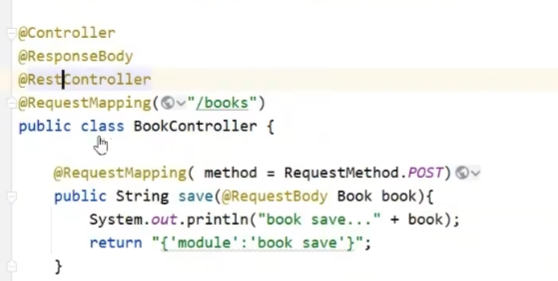 @Controller
@ResponseBody
@RestController
@RequestMapping("/books")
public class BookController {
@RequestMapping( method = RequestMethod.POST)
public String save(@RequestBody Book book){
System.out.println("book save..." + book);
return "{'module':'book save'}";
}